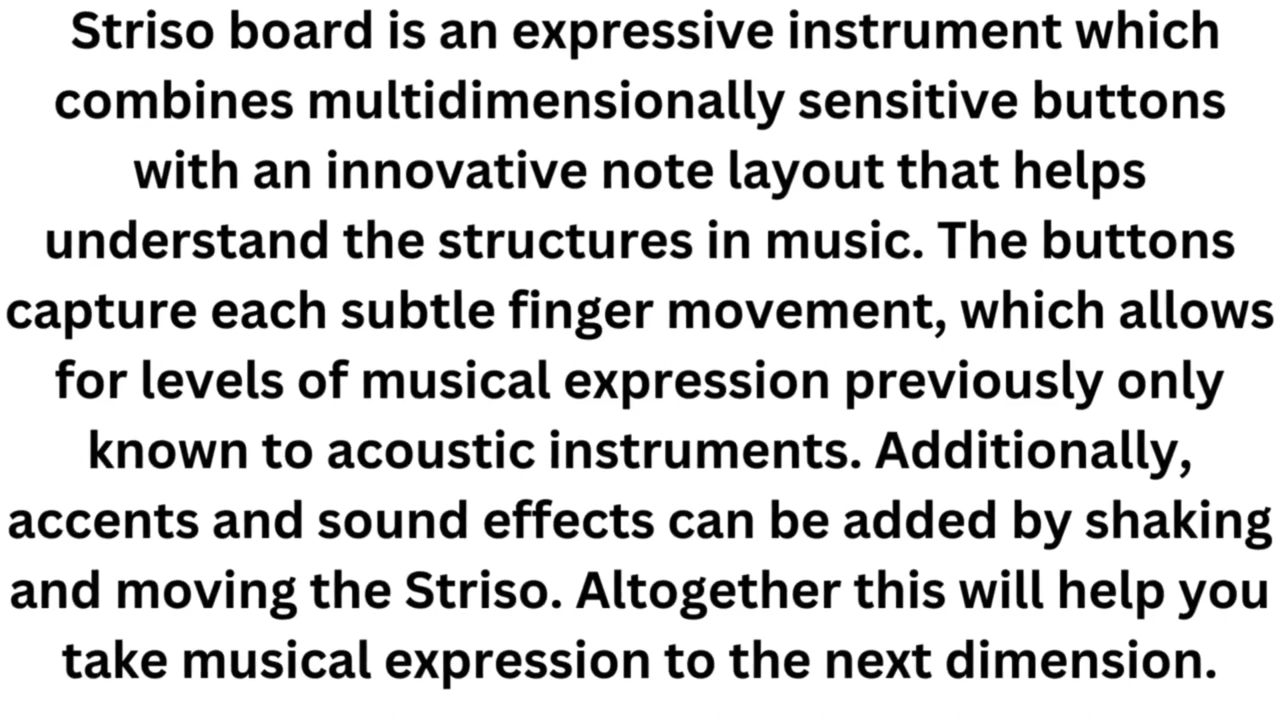 Striso board is an expressive instrument which
combines multidimensionally sensitive buttons
with an innovative note layout that helps
understand the structures in music. The buttons
capture each subtle finger movement, which allows
for levels of musical expression previously only
known to acoustic instruments. Additionally,
accents and sound effects can be added by shaking
and moving the Striso. Altogether this will help you
take musical expression to the next dimension.